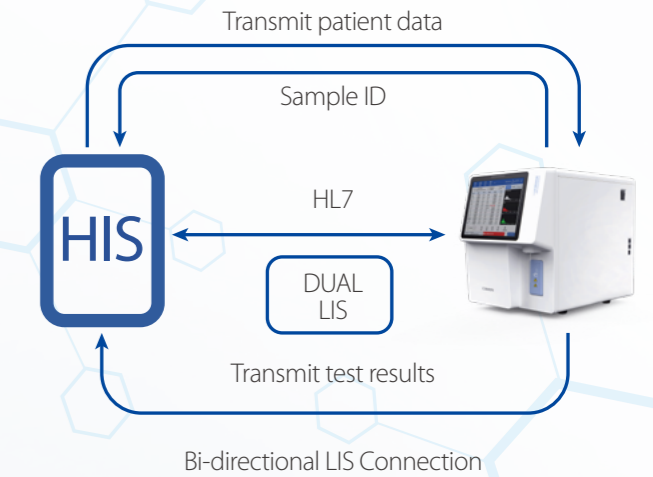 Transmit patient data
Sample ID
HIS
HL7
DUAL
LIS
Transmit test results
Bi-directional LIS Connection